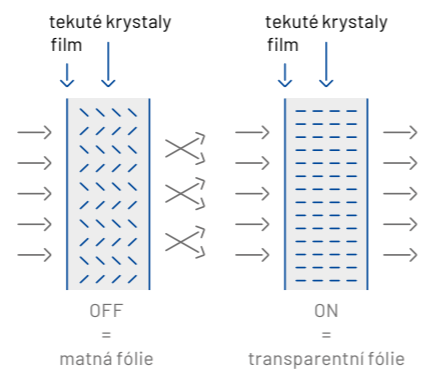 tekuté krystaly
film
OFF
=
matná fólie
tekuté krystaly
film
ON
=
transparentní fólie